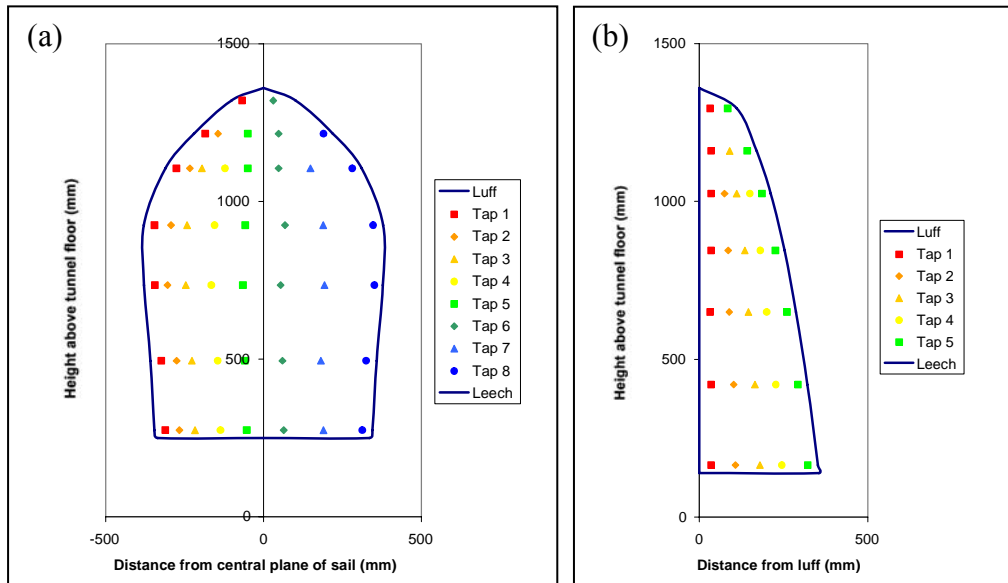 (a)
1500
1000
500
0
-500
0
500
Height above tunnel floor (mm)
Distance from central plane of sail (mm)
Luff
Tap 1
Tap 2
Tap 3
Tap 4
Tap 5
Tap 6
Tap 7
Tap 8
Leech
(b)
1500
1000
500
0
0
500
Height above tunnel floor (mm)
Distance from luff (mm)
Luff
Tap 1
Tap 2
Tap 3
Tap 4
Tap 5
Leech